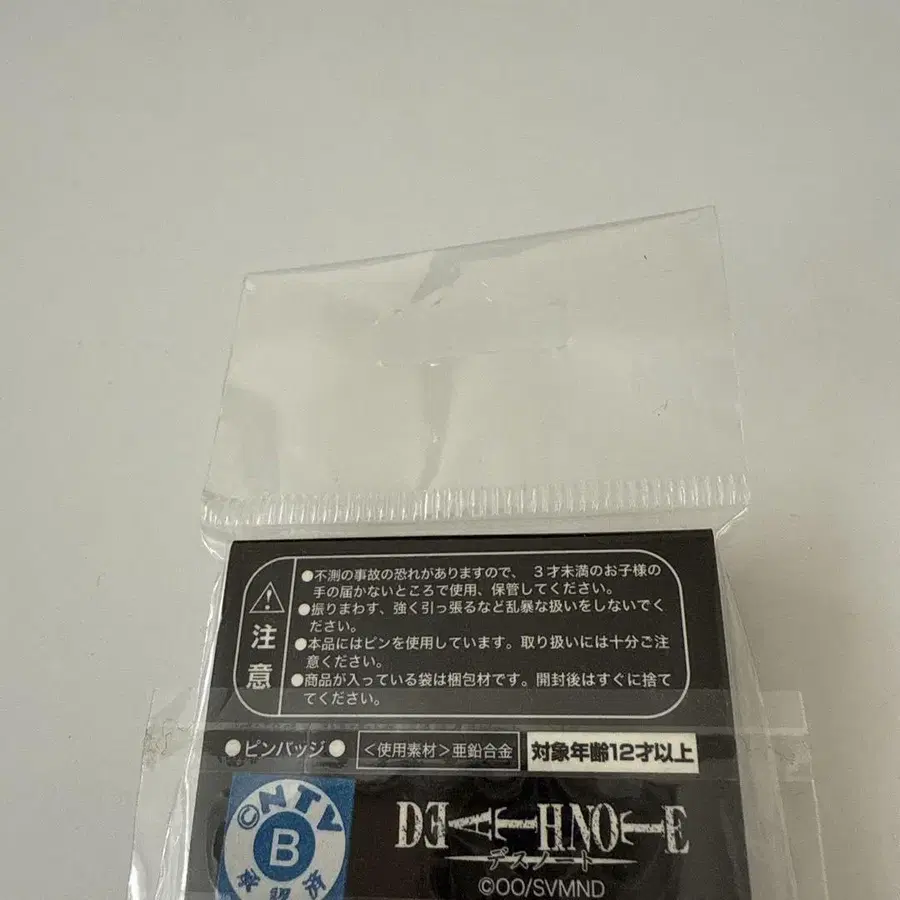 注意
●不測の事故の恐れがありますので、３才未満のお子様の
手の届かないところで使用、保管してください。
●振りまわす、強く引っ張るなど乱暴な扱いをしないでく
ださい。
●本品にはピンを使用しています。取り扱いには十分ご注
意ください。
●商品が入っている袋は梱包材です。開封後はすぐに捨て
てください。
●ピンバッジ●
＜使用素材＞亜鉛合金
対象年齢12才以上
©NTV
B
承認済
DEATH NOTE
デスノート
©OO/SVMND